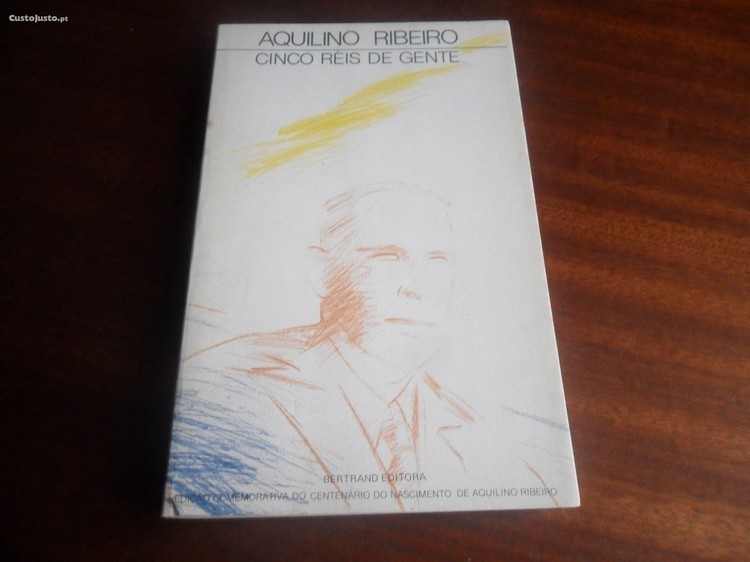 CustoJusto.pt
AQUILINO RIBEIRO
CINCO RÉIS DE GENTE
BERTRAND EDITORA
EDIÇÃO COMEMORATIVA DO CENTENÁRIO DO NASCIMENTO DE AQUILINO RIBEIRO